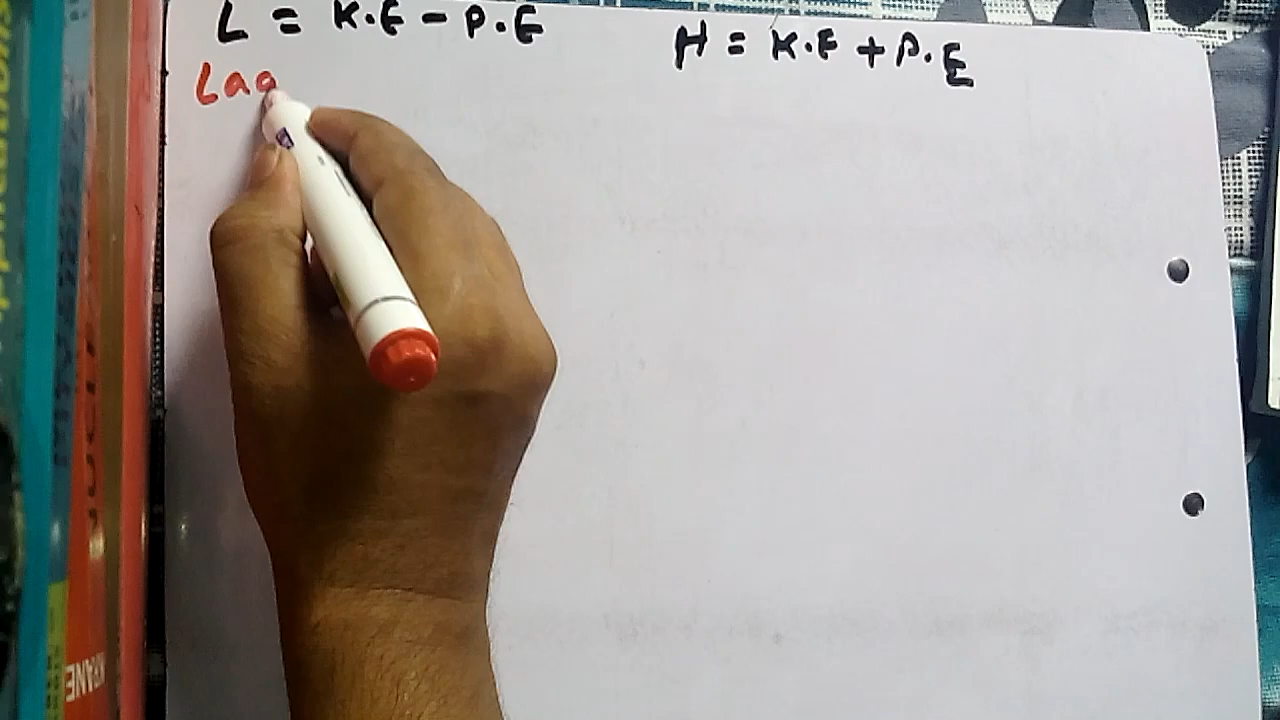 L = K.E - P.E
H = K.E + P.E
Lag